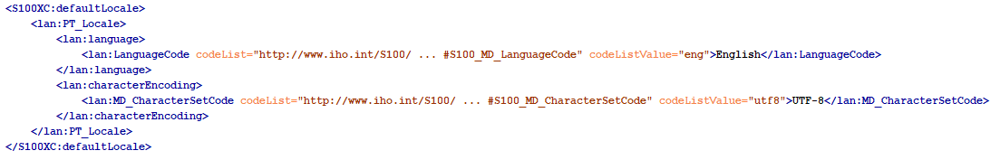 <S100XC:defaultLocale>
<lan:PT_Locale>
<lan:language>
<lan:LanguageCode codeList="http://www.iho.int/S100/ ... #S100_MD_LanguageCode" codeListValue="eng">English</lan:LanguageCode>
</lan:language>
<lan:characterEncoding>
<lan:MD_CharacterSetCode codeList="http://www.iho.int/S100/ ... #S100_MD_CharacterSetCode" codeListValue="utf8">UTF-8</lan:MD_CharacterSetCode>
</lan:characterEncoding>
</lan:PT_Locale>
</S100XC:defaultLocale>